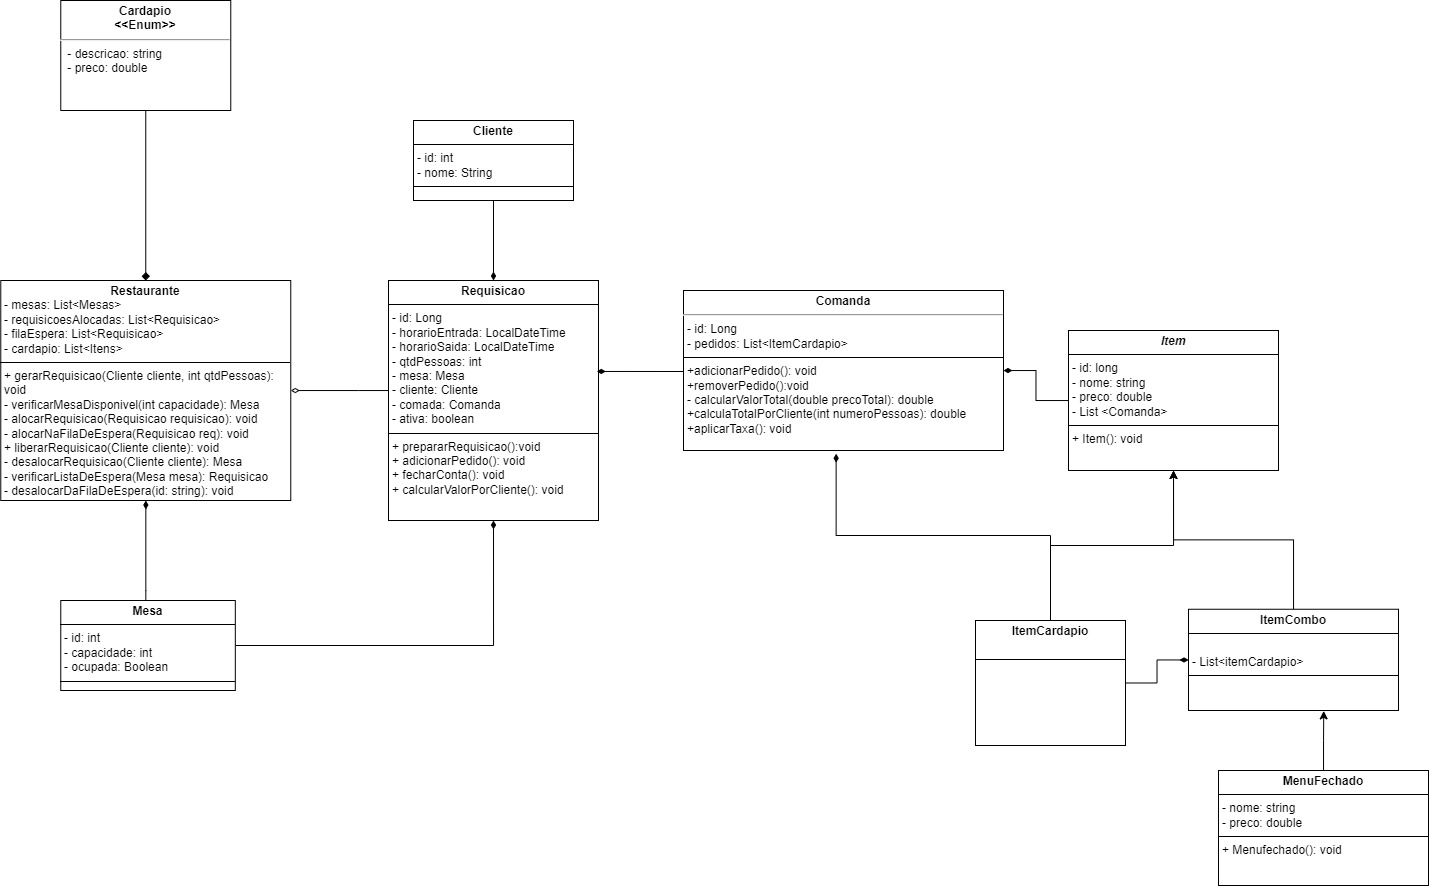 Cardapio
<<Enum>>
- descricao: string
- preco: double
Cliente
- id: int
- nome: String
Restaurante
- mesas: List<Mesas>
- requisicoesAlocadas: List<Requisicao>
- filaEspera: List<Requisicao>
- cardapio: List<Itens>
+ gerarRequisicao(Cliente cliente, int qtdPessoas):
void
- verificarMesaDisponivel(int capacidade): Mesa
- alocarRequisicao(Requisicao requisicao): void
- alocarNaFilaDeEspera(Requisicao req): void
+ liberarRequisicao(Cliente cliente): void
- desalocarRequisicao(Cliente cliente): Mesa
- verificarListaDeEspera(Mesa mesa): Requisicao
- desalocarDaFilaDeEspera(id: string): void
Requisicao
- id: Long
- horarioEntrada: LocalDateTime
- horarioSaida: LocalDateTime
- qtdPessoas: int
- mesa: Mesa
- cliente: Cliente
- comada: Comanda
- ativa: boolean
+ prepararRequisicao():void
+ adicionarPedido(): void
+ fecharConta(): void
+ calcularValorPorCliente(): void
Comanda
- id: Long
- pedidos: List<ItemCardapio>
+adicionarPedido(): void
+removerPedido():void
- calcularValorTotal(double precoTotal): double
+calculaTotalPorCliente(int numeroPessoas): double
+aplicarTaxa(): void
Item
- id: long
- nome: string
- preco: double
- List <Comanda>
+ Item(): void
Mesa
- id: int
- capacidade: int
- ocupada: Boolean
ItemCardapio
ItemCombo
- List<itemCardapio>
MenuFechado
- nome: string
- preco: double
+ Menufechado(): void